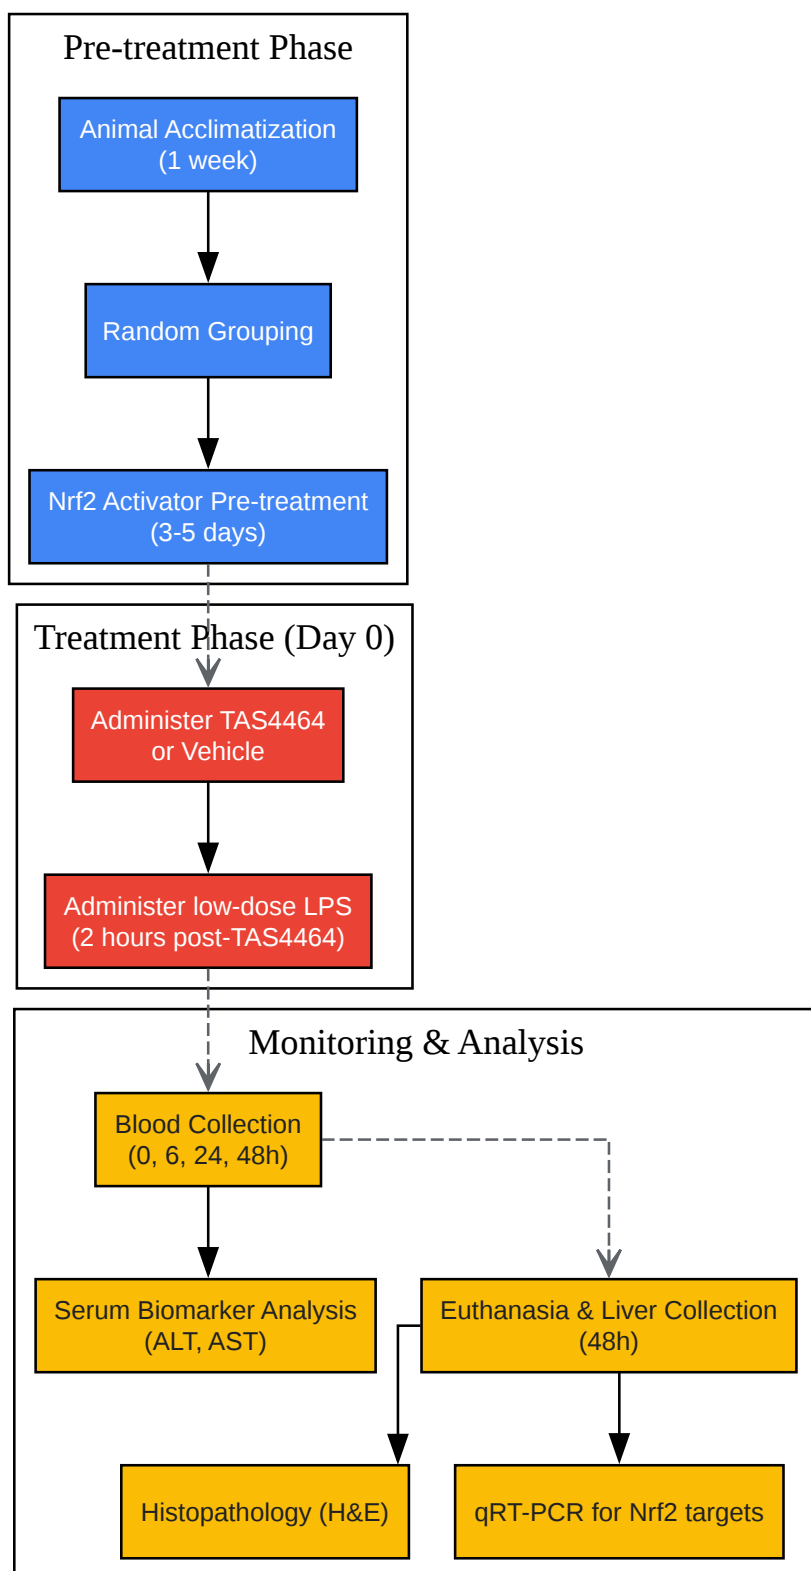 Pre-treatment Phase
Animal Acclimatization
(1 week)
Random Grouping
Nrf2 Activator Pre-treatment
(3-5 days)
Treatment Phase (Day 0)
Administer TAS4464
or Vehicle
Administer low-dose LPS
(2 hours post-TAS4464)
Monitoring & Analysis
Blood Collection
(0, 6, 24, 48h)
Serum Biomarker Analysis
(ALT, AST)
Euthanasia & Liver Collection
(48h)
Histopathology (H&E)
qRT-PCR for Nrf2 targets